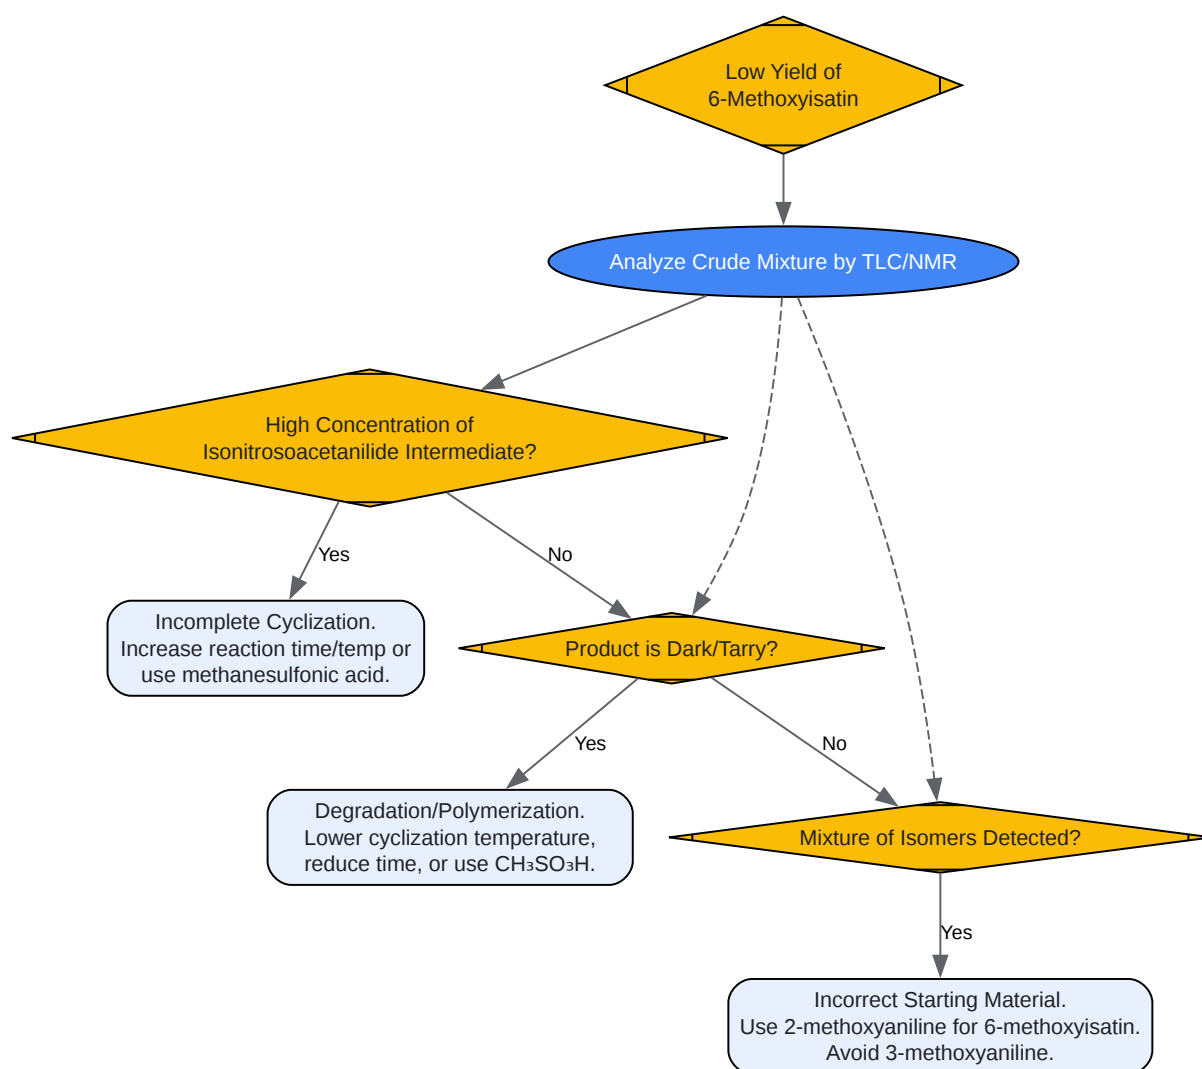 Low Yield of
6-Methoxyisatin
Analyze Crude Mixture by TLC/NMR
High Concentration of
Isonitrosoacetanilide Intermediate?
Yes
No
Incomplete Cyclization.
Increase reaction time/temp or
use methanesulfonic acid.
Product is Dark/Tarry?
Yes
No
Degradation/Polymerization.
Lower cyclization temperature,
reduce time, or use CH₃SO₃H.
Mixture of Isomers Detected?
Yes
Incorrect Starting Material.
Use 2-methoxyaniline for 6-methoxyisatin.
Avoid 3-methoxyaniline.